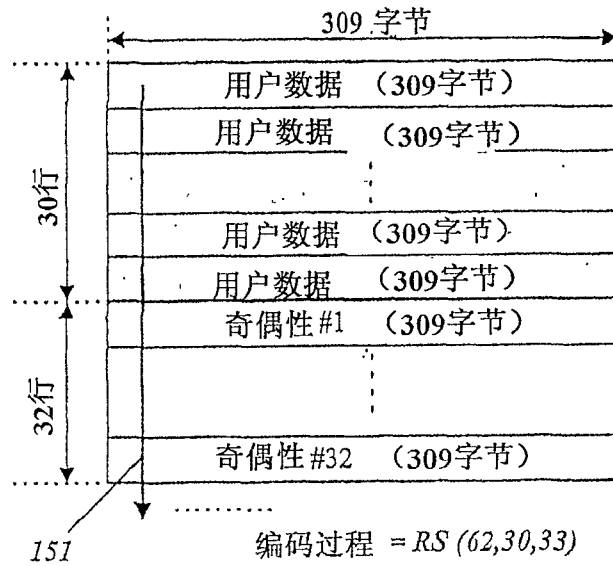 309 字节
用户数据 （309字节）
用户数据 （309字节）
30行
用户数据 （309字节）
用户数据 （309字节）
奇偶性 #1 （309字节）
32行
奇偶性 #32 （309字节）
151
编码过程 = RS (62,30,33)